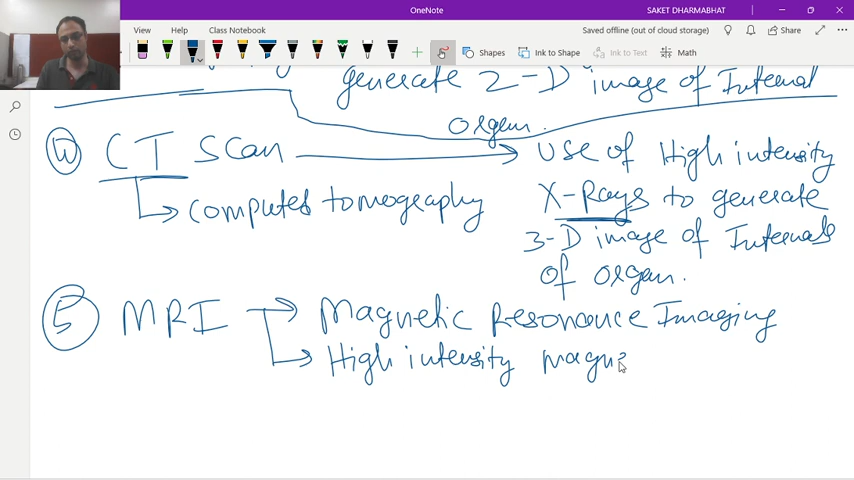 OneNote
SAKET DHARMABHAT
View Help Class Notebook
Saved offline (out of cloud storage) Share
Shapes Ink to Shape Ink to Text Math
generate 2-D image of Internal
organ.
4 CT Scan use of High intensity
computed tomography X-Rays to generate
3-D image of Internals
of organ.
5 MRI Magnetic Resonance Imaging
High intensity magn